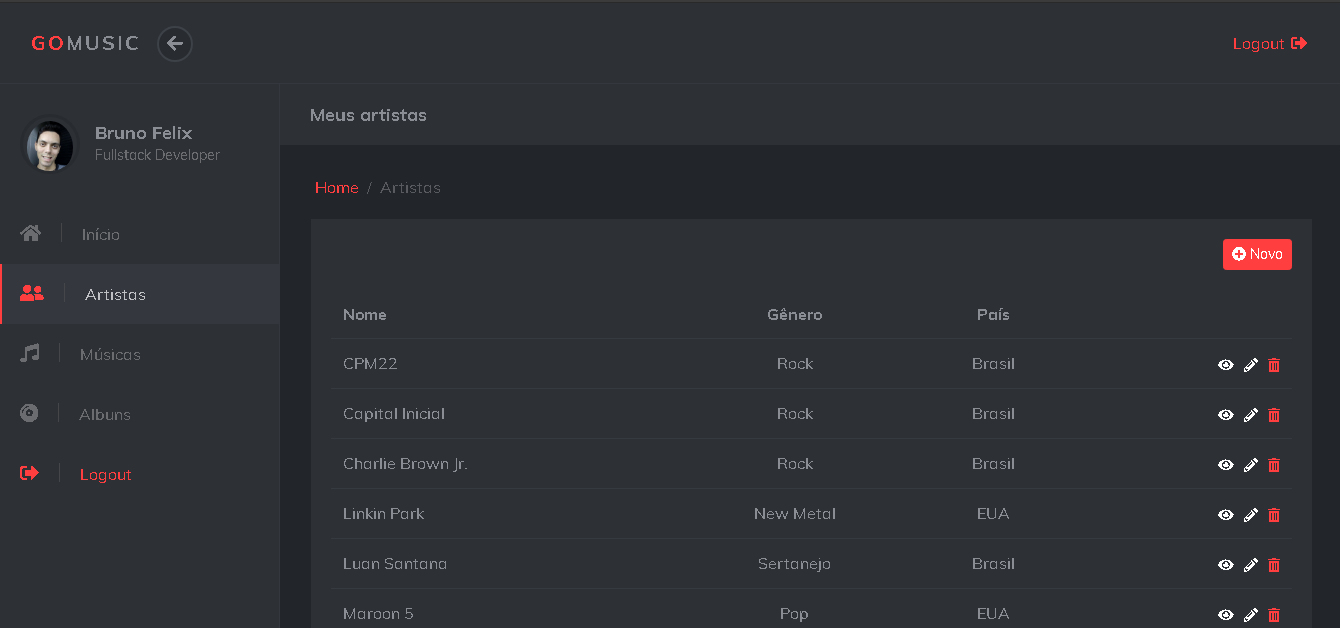 GOMUSIC
Logout
Bruno Felix
Fullstack Developer
Início
Artistas
Músicas
Albuns
Logout
Meus artistas
Home / Artistas
Novo
Nome Gênero País
CPM22 Rock Brasil
Capital Inicial Rock Brasil
Charlie Brown Jr. Rock Brasil
Linkin Park New Metal EUA
Luan Santana Sertanejo Brasil
Maroon 5 Pop EUA